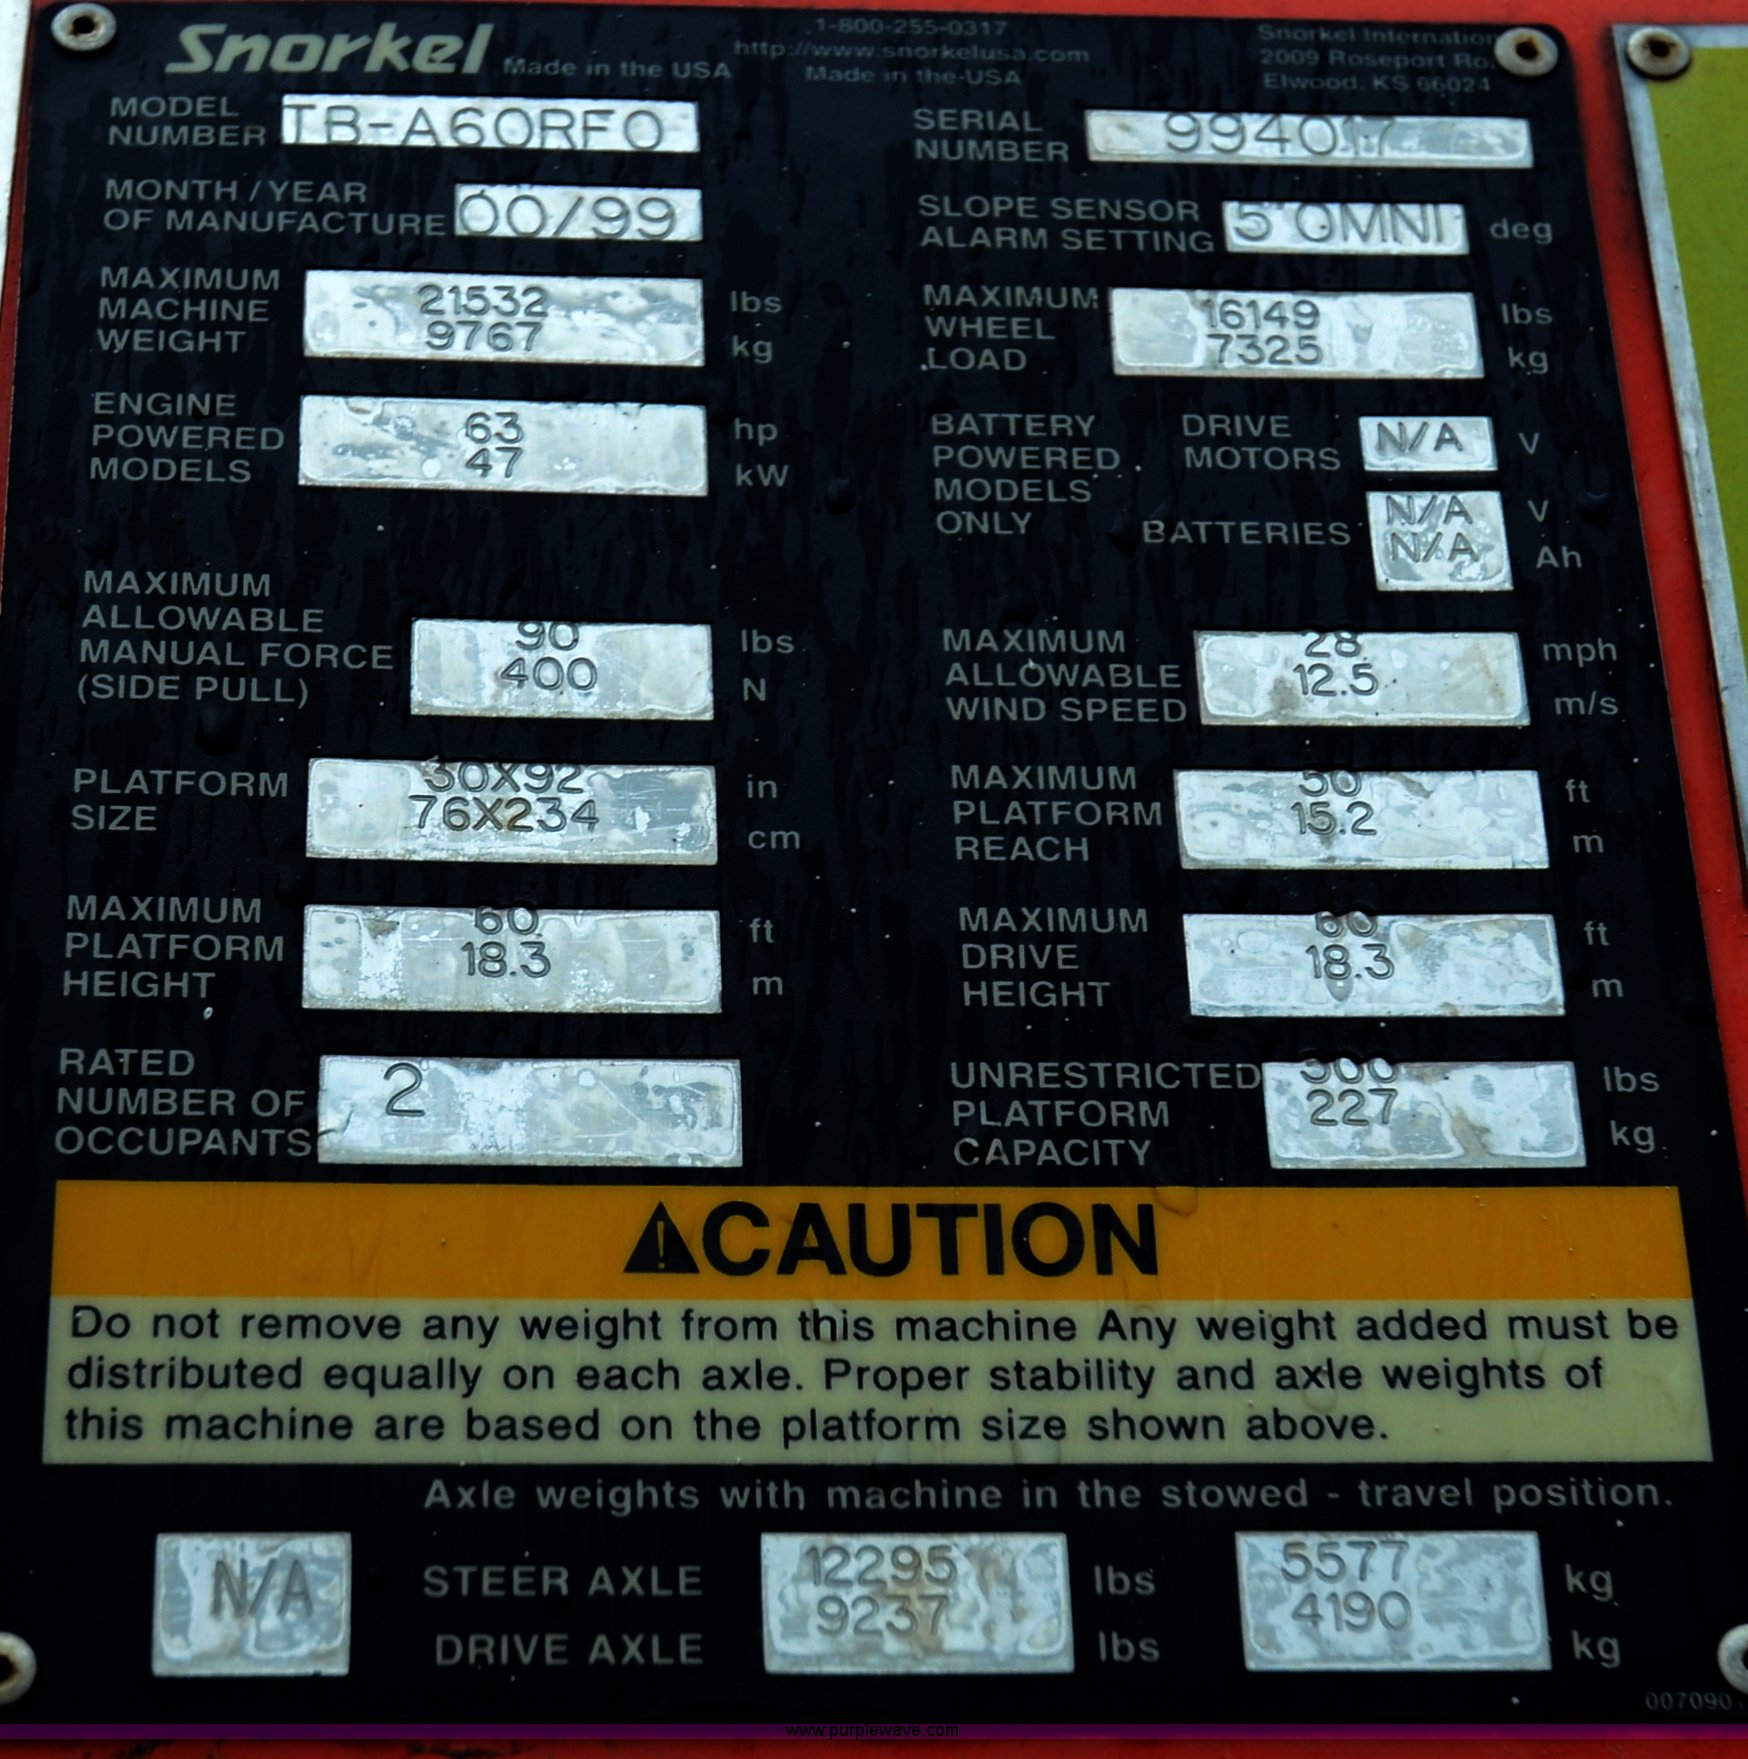 Snorkel Made in the USA
1-800-255-0317
http://www.snorkelusa.com
Made in the-USA
Snorkel Internation
2009 Roseport Ro.
Elwood, KS 66024
MODEL
NUMBER TB-A60RFO
SERIAL
NUMBER 994017
MONTH / YEAR
OF MANUFACTURE 00/99
SLOPE SENSOR
ALARM SETTING 5°OMNI deg
MAXIMUM
MACHINE
WEIGHT
21532 lbs
9767 kg
MAXIMUM
WHEEL
LOAD
16149 lbs
7325 kg
ENGINE
POWERED
MODELS
63 hp
47 kW
BATTERY
POWERED
MODELS
ONLY
DRIVE
MOTORS N/A V
BATTERIES
N/A V
N/A Ah
MAXIMUM
ALLOWABLE
MANUAL FORCE
(SIDE PULL)
90 lbs
400 N
MAXIMUM
ALLOWABLE
WIND SPEED
28 mph
12.5 m/s
PLATFORM
SIZE
30X92 in
76X234 cm
MAXIMUM
PLATFORM
REACH
50 ft
15.2 m
MAXIMUM
PLATFORM
HEIGHT
60 ft
18.3 m
MAXIMUM
DRIVE
HEIGHT
60 ft
18.3 m
RATED
NUMBER OF
OCCUPANTS
2
UNRESTRICTED
PLATFORM
CAPACITY
500 lbs
227 kg
CAUTION
Do not remove any weight from this machine Any weight added must be
distributed equally on each axle. Proper stability and axle weights of
this machine are based on the platform size shown above.
Axle weights with machine in the stowed - travel position.
N/A
STEER AXLE 12295 lbs 5577 kg
DRIVE AXLE 9237 lbs 4190 kg
007090
www.purplewave.com